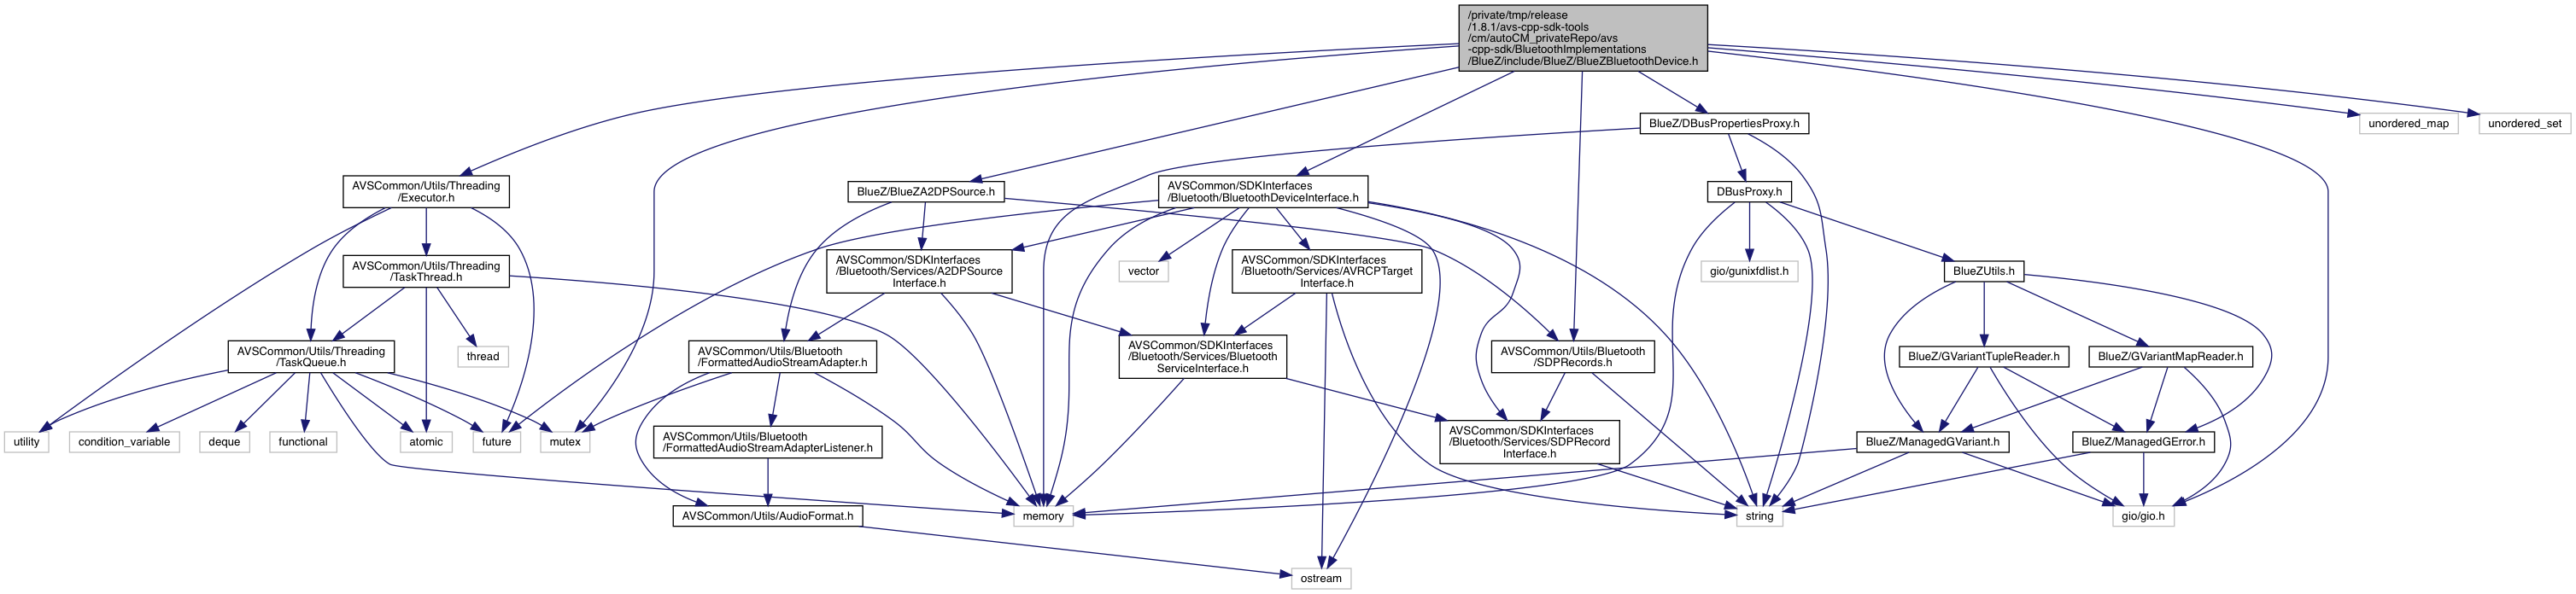 /private/tmp/release
/1.8.1/avs-cpp-sdk-tools
/cm/autoCM_privateRepo/avs
-cpp-sdk/BluetoothImplementations
/BlueZ/include/BlueZ/BlueZBluetoothDevice.h
BlueZ/DBusPropertiesProxy.h
unordered_map
unordered_set
AVSCommon/Utils/Threading
/Executor.h
BlueZ/BlueZA2DPSource.h
AVSCommon/SDKInterfaces
/Bluetooth/BluetoothDeviceInterface.h
DBusProxy.h
AVSCommon/Utils/Threading
/TaskThread.h
AVSCommon/SDKInterfaces
/Bluetooth/Services/A2DPSource
Interface.h
vector
AVSCommon/SDKInterfaces
/Bluetooth/Services/AVRCPTarget
Interface.h
gio/gunixfdlist.h
BlueZUtils.h
AVSCommon/Utils/Threading
/TaskQueue.h
thread
AVSCommon/Utils/Bluetooth
/FormattedAudioStreamAdapter.h
AVSCommon/SDKInterfaces
/Bluetooth/Services/Bluetooth
ServiceInterface.h
AVSCommon/Utils/Bluetooth
/SDPRecords.h
BlueZ/GVariantTupleReader.h
BlueZ/GVariantMapReader.h
utility
condition_variable
deque
functional
atomic
future
mutex
AVSCommon/Utils/Bluetooth
/FormattedAudioStreamAdapterListener.h
AVSCommon/SDKInterfaces
/Bluetooth/Services/SDPRecord
Interface.h
BlueZ/ManagedGVariant.h
BlueZ/ManagedGError.h
AVSCommon/Utils/AudioFormat.h
memory
string
gio/gio.h
ostream